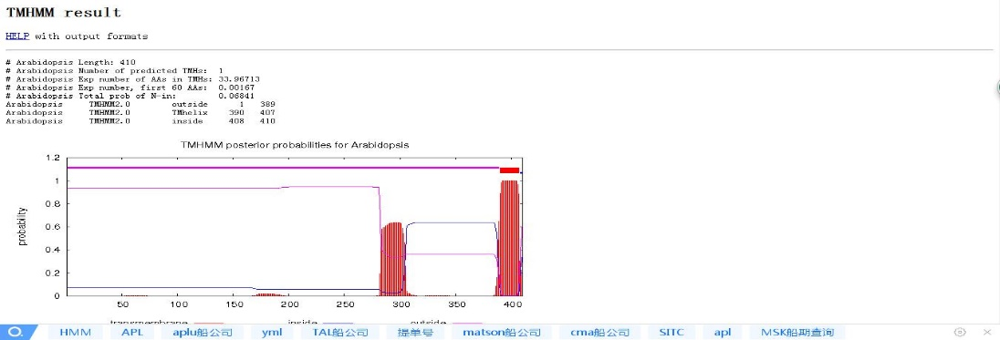 TMHMM result
HELP with output formats
# Arabidopsis Length: 410
# Arabidopsis Number of predicted TMHs: 1
# Arabidopsis Exp number of AAs in TMHs: 33.96713
# Arabidopsis Exp number, first 60 AAs: 0.00167
# Arabidopsis Total prob of N-in: 0.06841
Arabidopsis TMHMM2.0 outside 1 389
Arabidopsis TMHMM2.0 TMhelix 390 407
Arabidopsis TMHMM2.0 inside 408 410
TMHMM posterior probabilities for Arabidopsis
1.2
1
0.8
0.6
0.4
0.2
0
probability
50 100 150 200 250 300 350 400
transmembrane inside outside
HMM APL aplu船公司 yml TAL船公司 提单号 matson船公司 cma船公司 SITC apl MSK船期查询